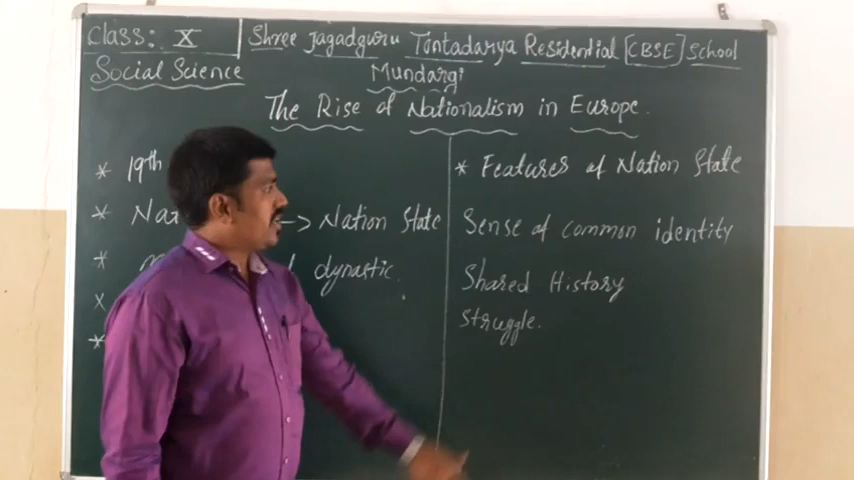 Class: X
Shree Jagadguru Tontadarya Residential [CBSE] School
Social Science
Mundargi
The Rise of Nationalism in Europe.
* 19th
* Nat
→ Nation State
*
dynastic.
*
*
* Features of Nation State
Sense of common identity
Shared History
Struggle.